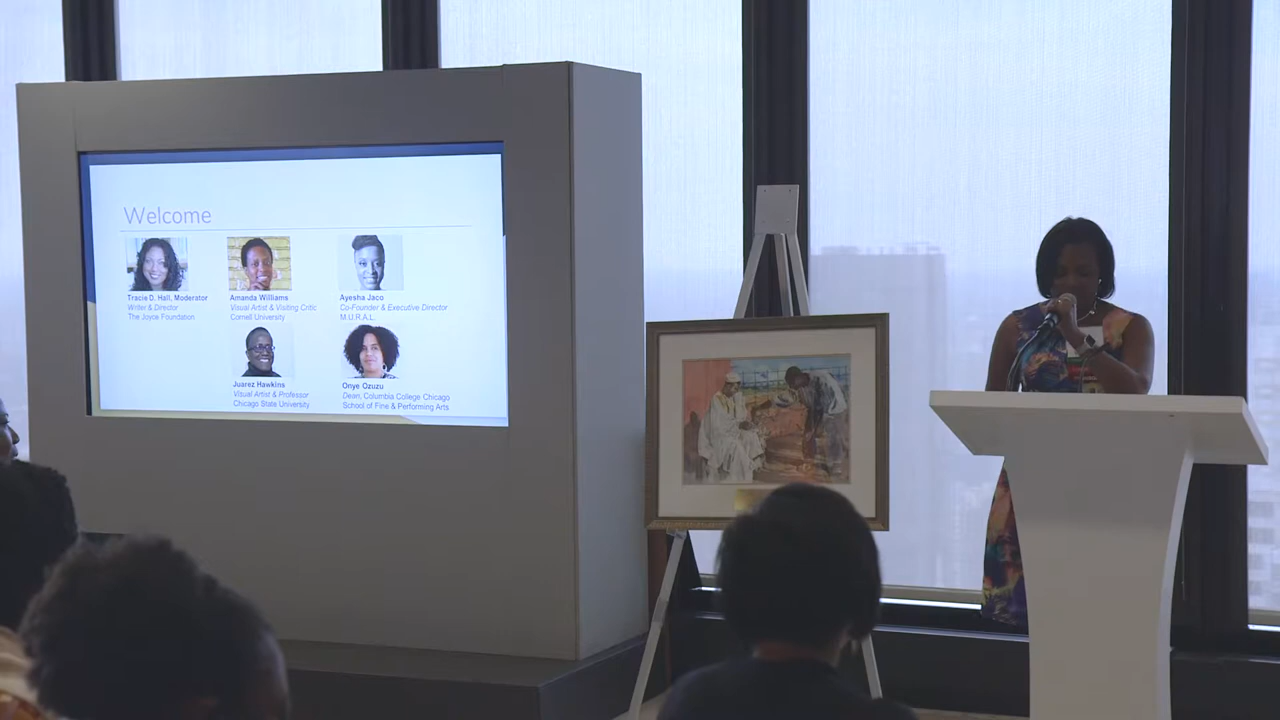 Welcome
Tracie D. Hall, Moderator
Writer & Director
The Joyce Foundation
Amanda Williams
Visual Artist & Visiting Critic
Cornell University
Ayesha Jaco
Co-Founder & Executive Director
M.U.R.A.L.
Juarez Hawkins
Visual Artist & Professor
Chicago State University
Onye Ozuzu
Dean, Columbia College Chicago
School of Fine & Performing Arts